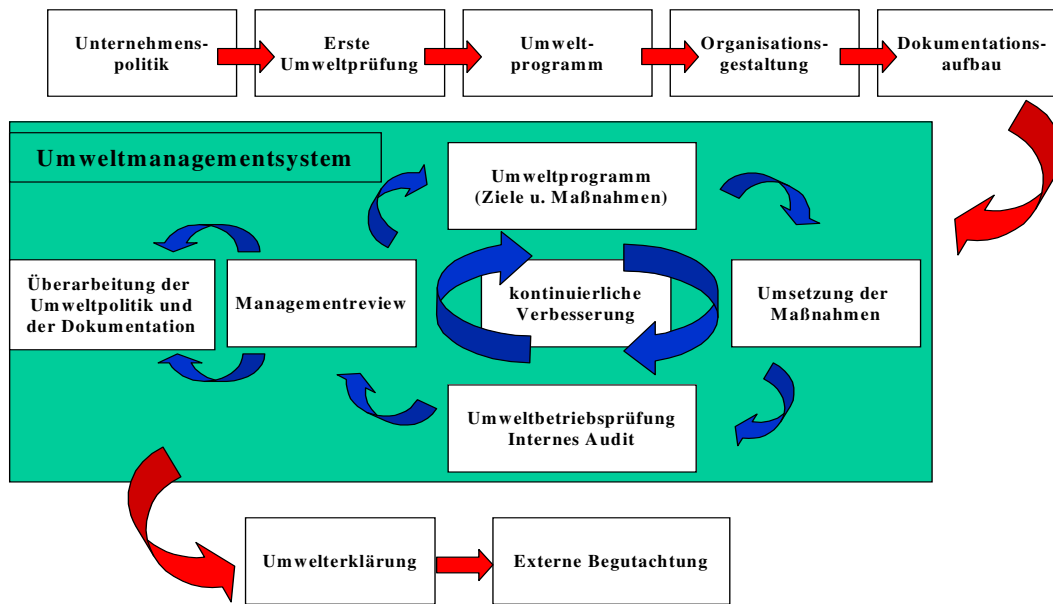 Unternehmens-
politik
Erste
Umweltprüfung
Umwelt-
programm
Organisations-
gestaltung
Dokumentations-
aufbau
Umweltmanagementsystem
Umweltprogramm
(Ziele u. Maßnahmen)
Überarbeitung der
Umweltpolitik und
der Dokumentation
Managementreview
kontinuierliche
Verbesserung
Umsetzung der
Maßnahmen
Umweltbetriebsprüfung
Internes Audit
Umwelterklärung
Externe Begutachtung